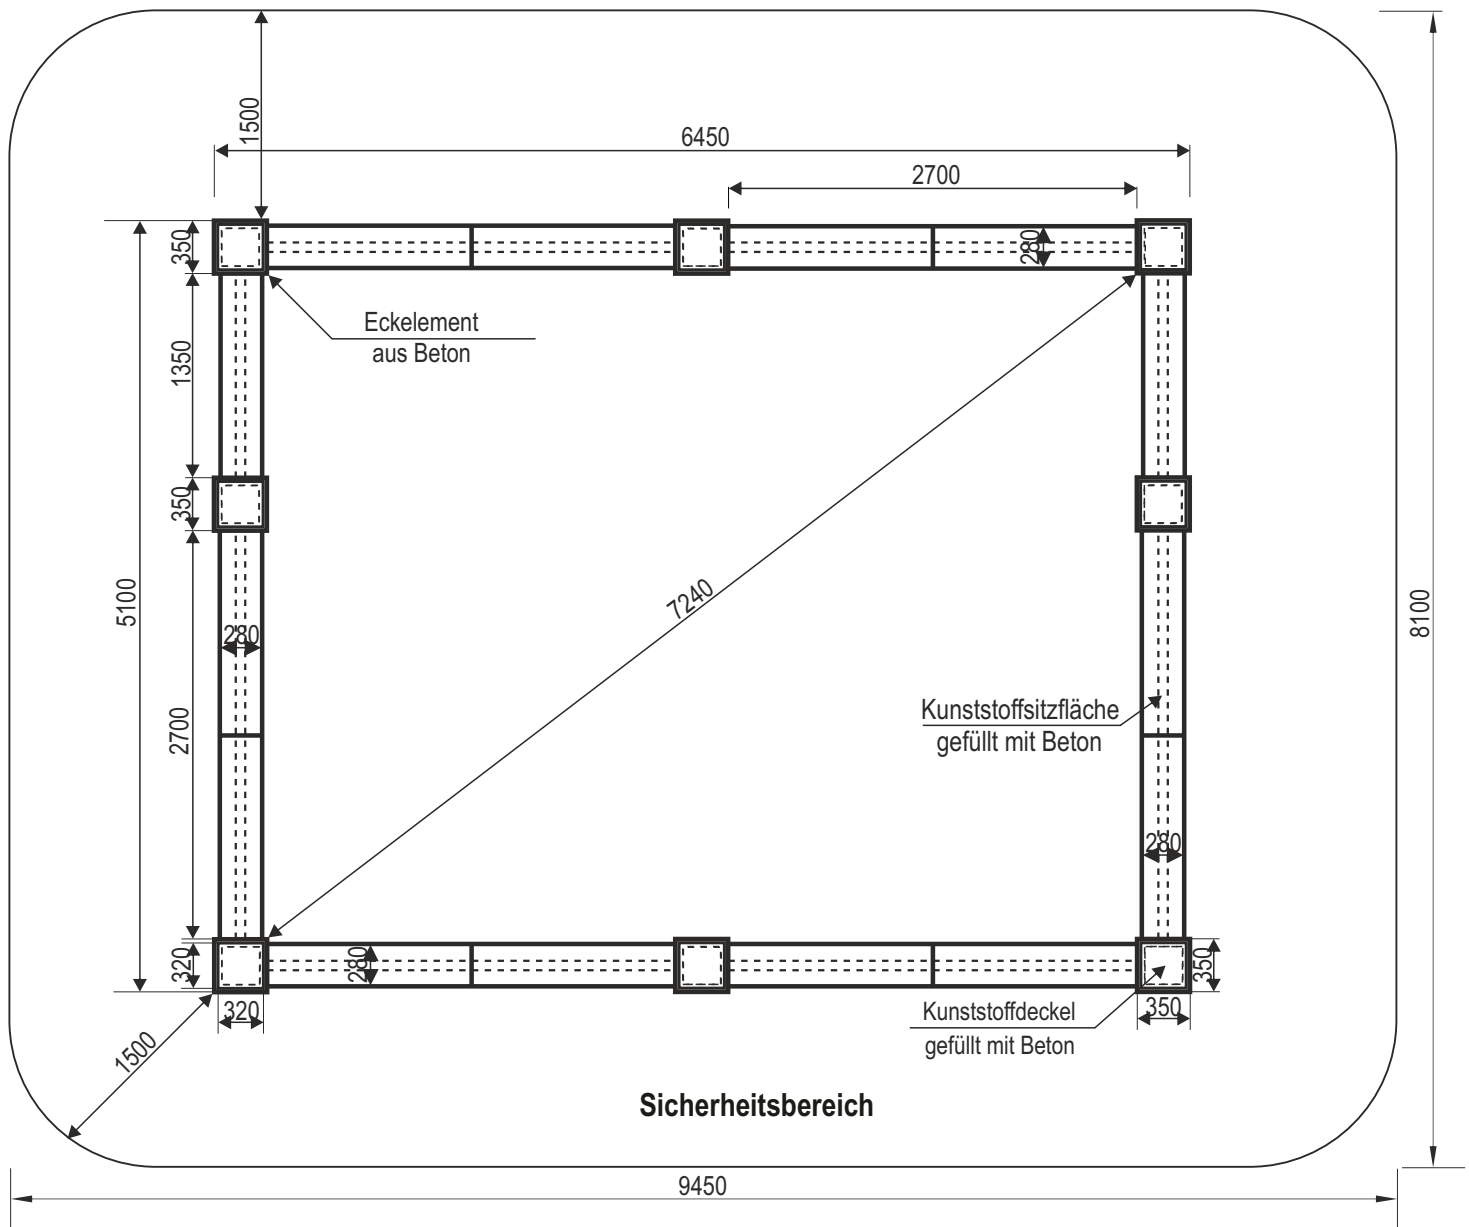 1500
6450
2700
350
280
Eckelement
aus Beton
1350
350
5100
7240
8100
280
Kunststoffsitzfläche
gefüllt mit Beton
2700
280
320
280
350
320
Kunststoffdeckel
350
gefüllt mit Beton
1500
Sicherheitsbereich
9450